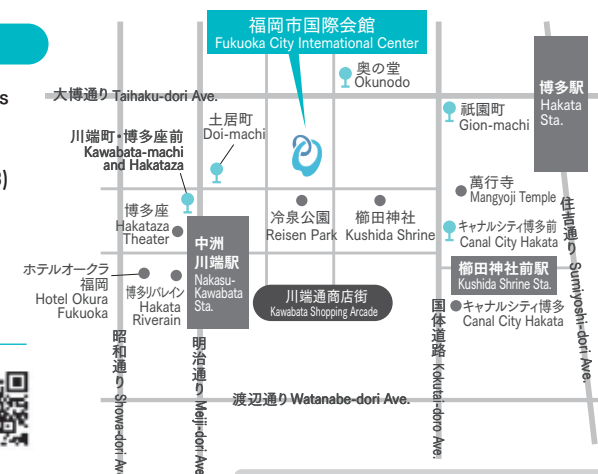 福岡市国際会館
Fukuoka City International Center
s
奥の堂
Okunodo
博多駅
Hakata
Sta.
大博通り Taihaku-dori Ave.
土居町
Doi-machi
祇園町
Gion-machi
川端町・博多座前
Kawabata-machi
and Hakataza
)
萬行寺
Mangyoji Temple
住吉通り Sumiyoshi-dori Ave.
博多座
Hakataza
Theater
冷泉公園
Reisen Park
櫛田神社
Kushida Shrine
キャナルシティ博多前
Canal City Hakata
中洲
川端駅
Nakasu-
Kawabata
Sta.
ホテルオークラ
福岡
Hotel Okura
Fukuoka
博多リバレイン
Hakata
Riverain
櫛田神社前駅
Kushida Shrine Sta.
川端通商店街
Kawabata Shopping Arcade
キャナルシティ博多
Canal City Hakata
国体道路 Kokutai-doro Ave.
昭和通り Showa-dori Av
明治通り Meiji-dori Ave
渡辺通り Watanabe-dori Ave.